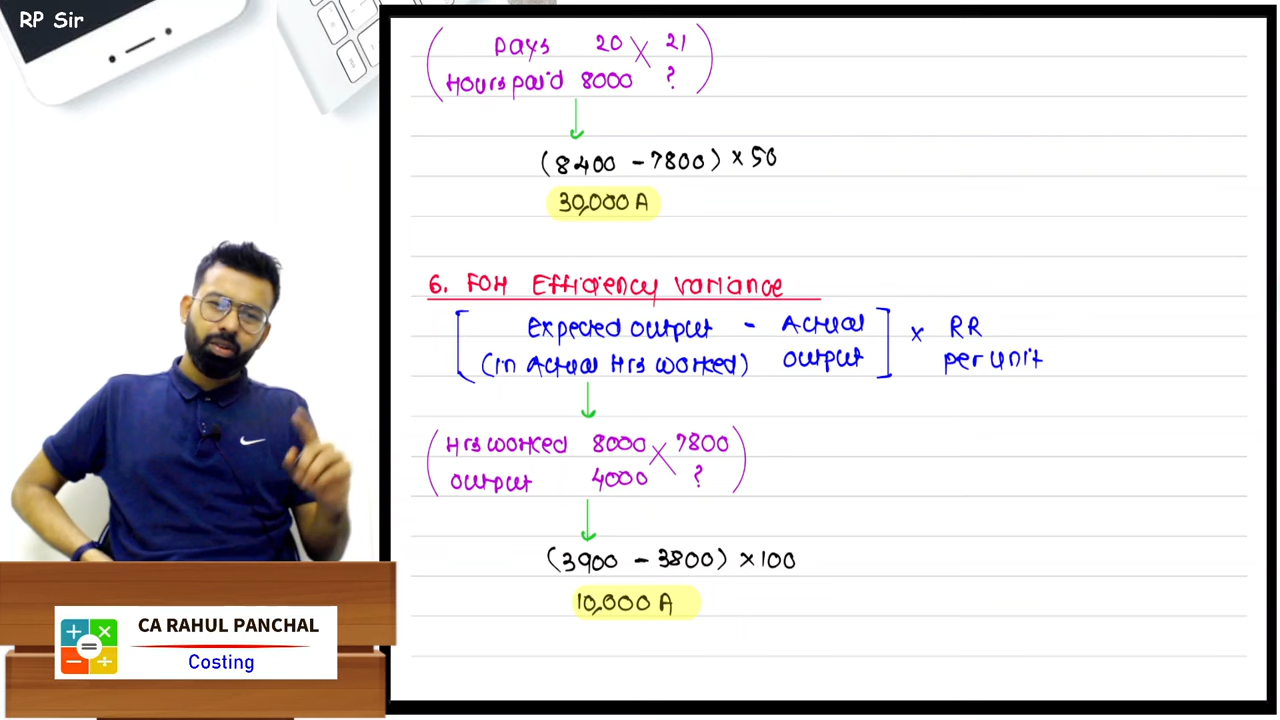 RP Sir
Days 20 21
Hours paid 8000 ?
(8400 - 7800) × 50
30,000 A
6. FOH Efficiency variance
[Expected output - Actual] × RR
(in Actual Hrs worked) output per unit
(Hrs worked 8000 7800)
output 4000 ?
(3900 - 3800) × 100
10,000 A
CA RAHUL PANCHAL
Costing